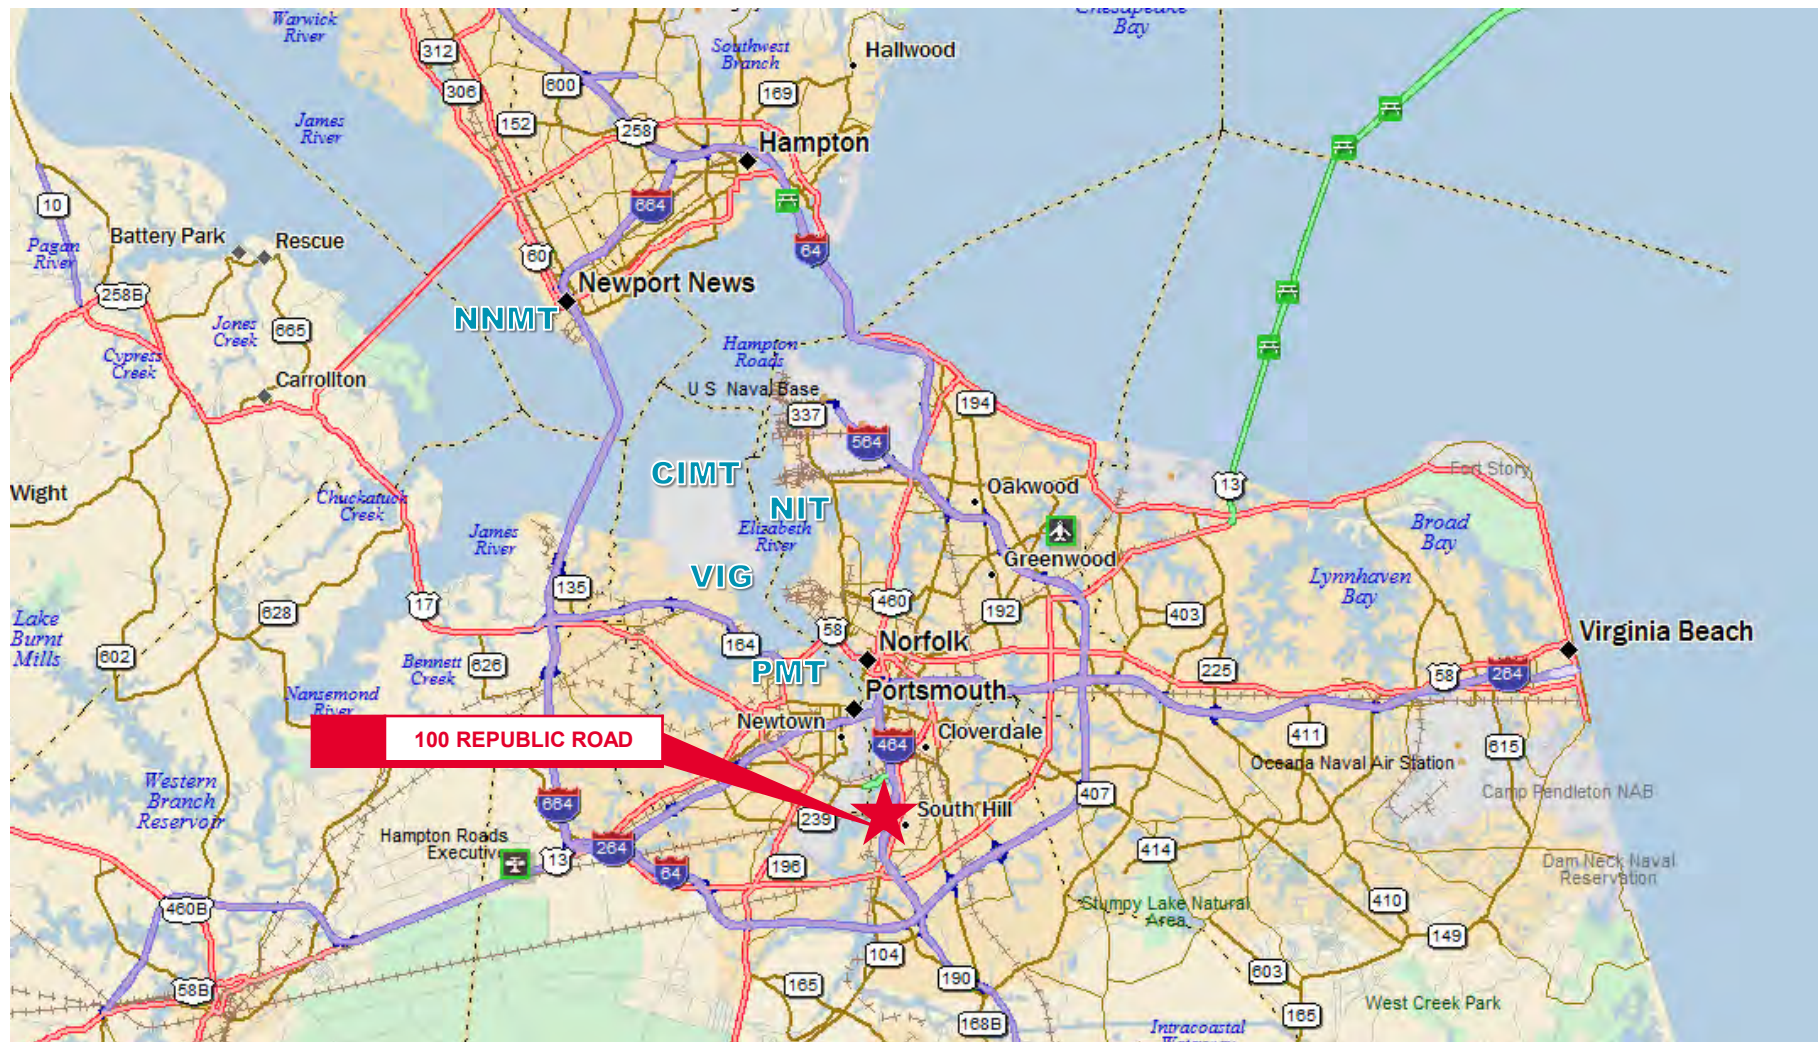 Warwick
River
Chesapeake
Bay
312
Southwest
Branch
Hallwood
306
600
169
152
James
River
258
Hampton
10
664
Battery Park
Rescue
Pagan
River
60
64
258B
Newport News
NNMT
Jones
Creek
665
Cypress
Creek
Hampton
Roads
Carrollton
U S Naval Base
337
194
564
CIMT
Wight
Chuckatuck
Creek
NIT
Oakwood
13
Fort Story
Elizabeth
River
James
River
Broad
Bay
Greenwood
VIG
135
Lynnhaven
Bay
17
628
460
192
403
Lake
Burnt
Mills
602
58
Norfolk
Virginia Beach
164
Bennett
Creek
626
PMT
225
58
264
Nansemond
River
Portsmouth
Newtown
100 REPUBLIC ROAD
464
Cloverdale
411
615
Oceana Naval Air Station
Western
Branch
Reservoir
664
407
Camp Pendleton NAB
South Hill
239
Hampton Roads
Executive
13
264
64
196
414
Dam Neck Naval
Reservation
460B
Stumpy Lake Natural
Area
410
149
104
58B
165
190
603
West Creek Park
165
168B
Intracoastal